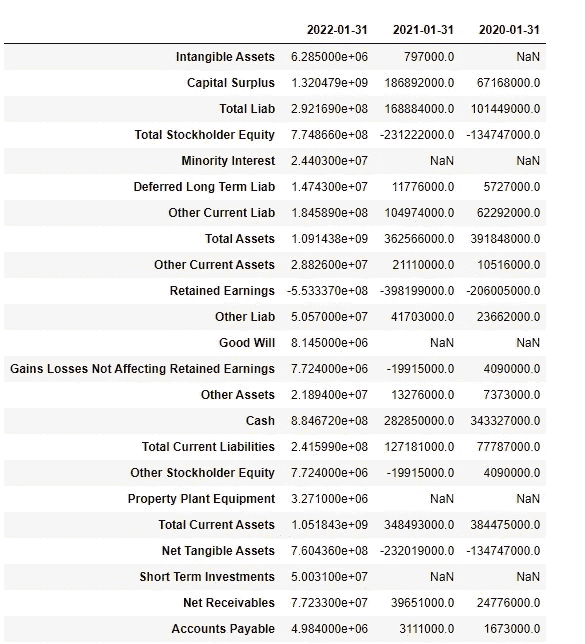 2022-01-31 2021-01-31 2020-01-31
Intangible Assets 6.285000e+06 797000.0 NaN
Capital Surplus 1.320479e+09 186892000.0 67168000.0
Total Liab 2.921690e+08 168884000.0 101449000.0
Total Stockholder Equity 7.748660e+08 -231222000.0 -134747000.0
Minority Interest 2.440300e+07 NaN NaN
Deferred Long Term Liab 1.474300e+07 11776000.0 5727000.0
Other Current Liab 1.845890e+08 104974000.0 62292000.0
Total Assets 1.091438e+09 362566000.0 391848000.0
Other Current Assets 2.882600e+07 21110000.0 10516000.0
Retained Earnings -5.533370e+08 -398199000.0 -206005000.0
Other Liab 5.057000e+07 41703000.0 23662000.0
Good Will 8.145000e+06 NaN NaN
Gains Losses Not Affecting Retained Earnings 7.724000e+06 -19915000.0 4090000.0
Other Assets 2.189400e+07 13276000.0 7373000.0
Cash 8.846720e+08 282850000.0 343327000.0
Total Current Liabilities 2.415990e+08 127181000.0 77787000.0
Other Stockholder Equity 7.724000e+06 -19915000.0 4090000.0
Property Plant Equipment 3.271000e+06 NaN NaN
Total Current Assets 1.051843e+09 348493000.0 384475000.0
Net Tangible Assets 7.604360e+08 -232019000.0 -134747000.0
Short Term Investments 5.003100e+07 NaN NaN
Net Receivables 7.723300e+07 39651000.0 24776000.0
Accounts Payable 4.984000e+06 3111000.0 1673000.0